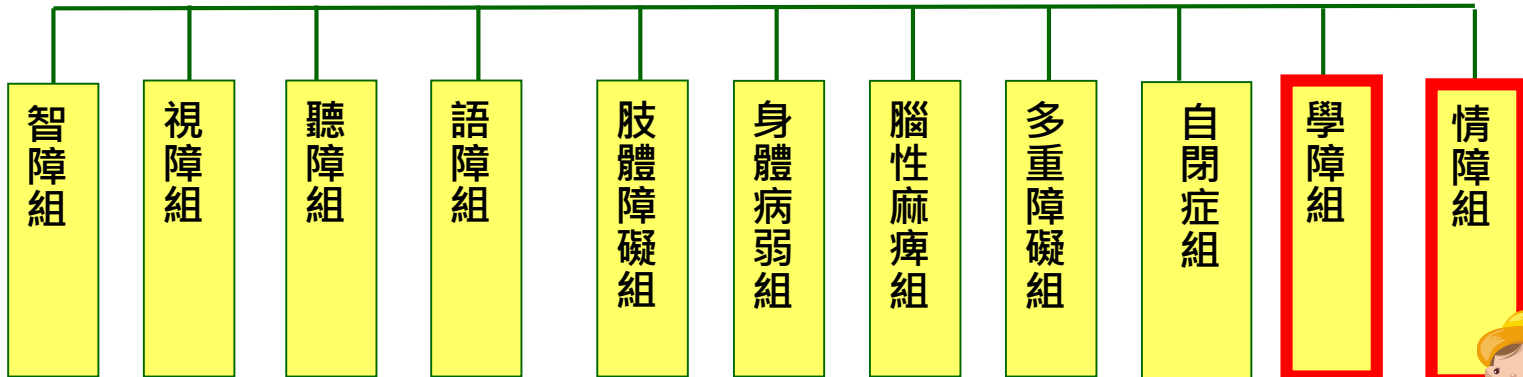 智障組
視障組
聽障組
語障組
肢體障礙組
身體病弱組
腦性麻痺組
多重障礙組
自閉症組
學障組
情障組